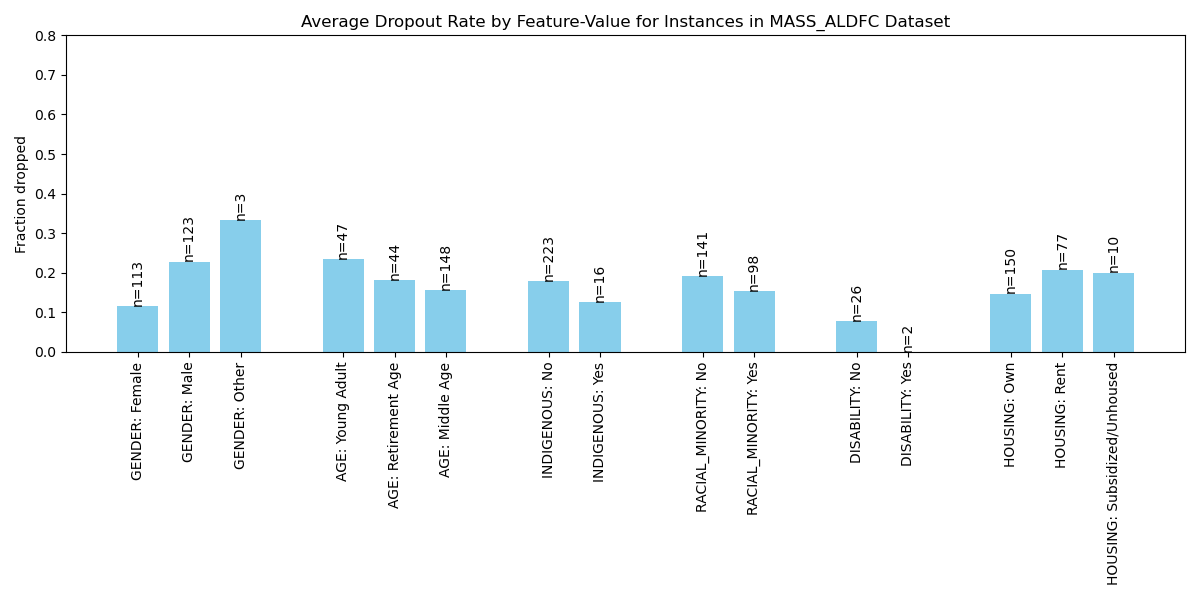 Average Dropout Rate by Feature-Value for Instances in MASS_ALDFC Dataset
Fraction dropped
0.8
0.7
0.6
0.5
0.4
0.3
0.2
0.1
0.0
n=113
n=123
n=3
n=47
n=44
n=148
n=223
n=16
n=141
n=98
n=26
n=2
n=150
n=77
n=10
GENDER: Female
GENDER: Male
GENDER: Other
AGE: Young Adult
AGE: Retirement Age
AGE: Middle Age
INDIGENOUS: No
INDIGENOUS: Yes
RACIAL_MINORITY: No
RACIAL_MINORITY: Yes
DISABILITY: No
DISABILITY: Yes
HOUSING: Own
HOUSING: Rent
HOUSING: Subsidized/Unhoused